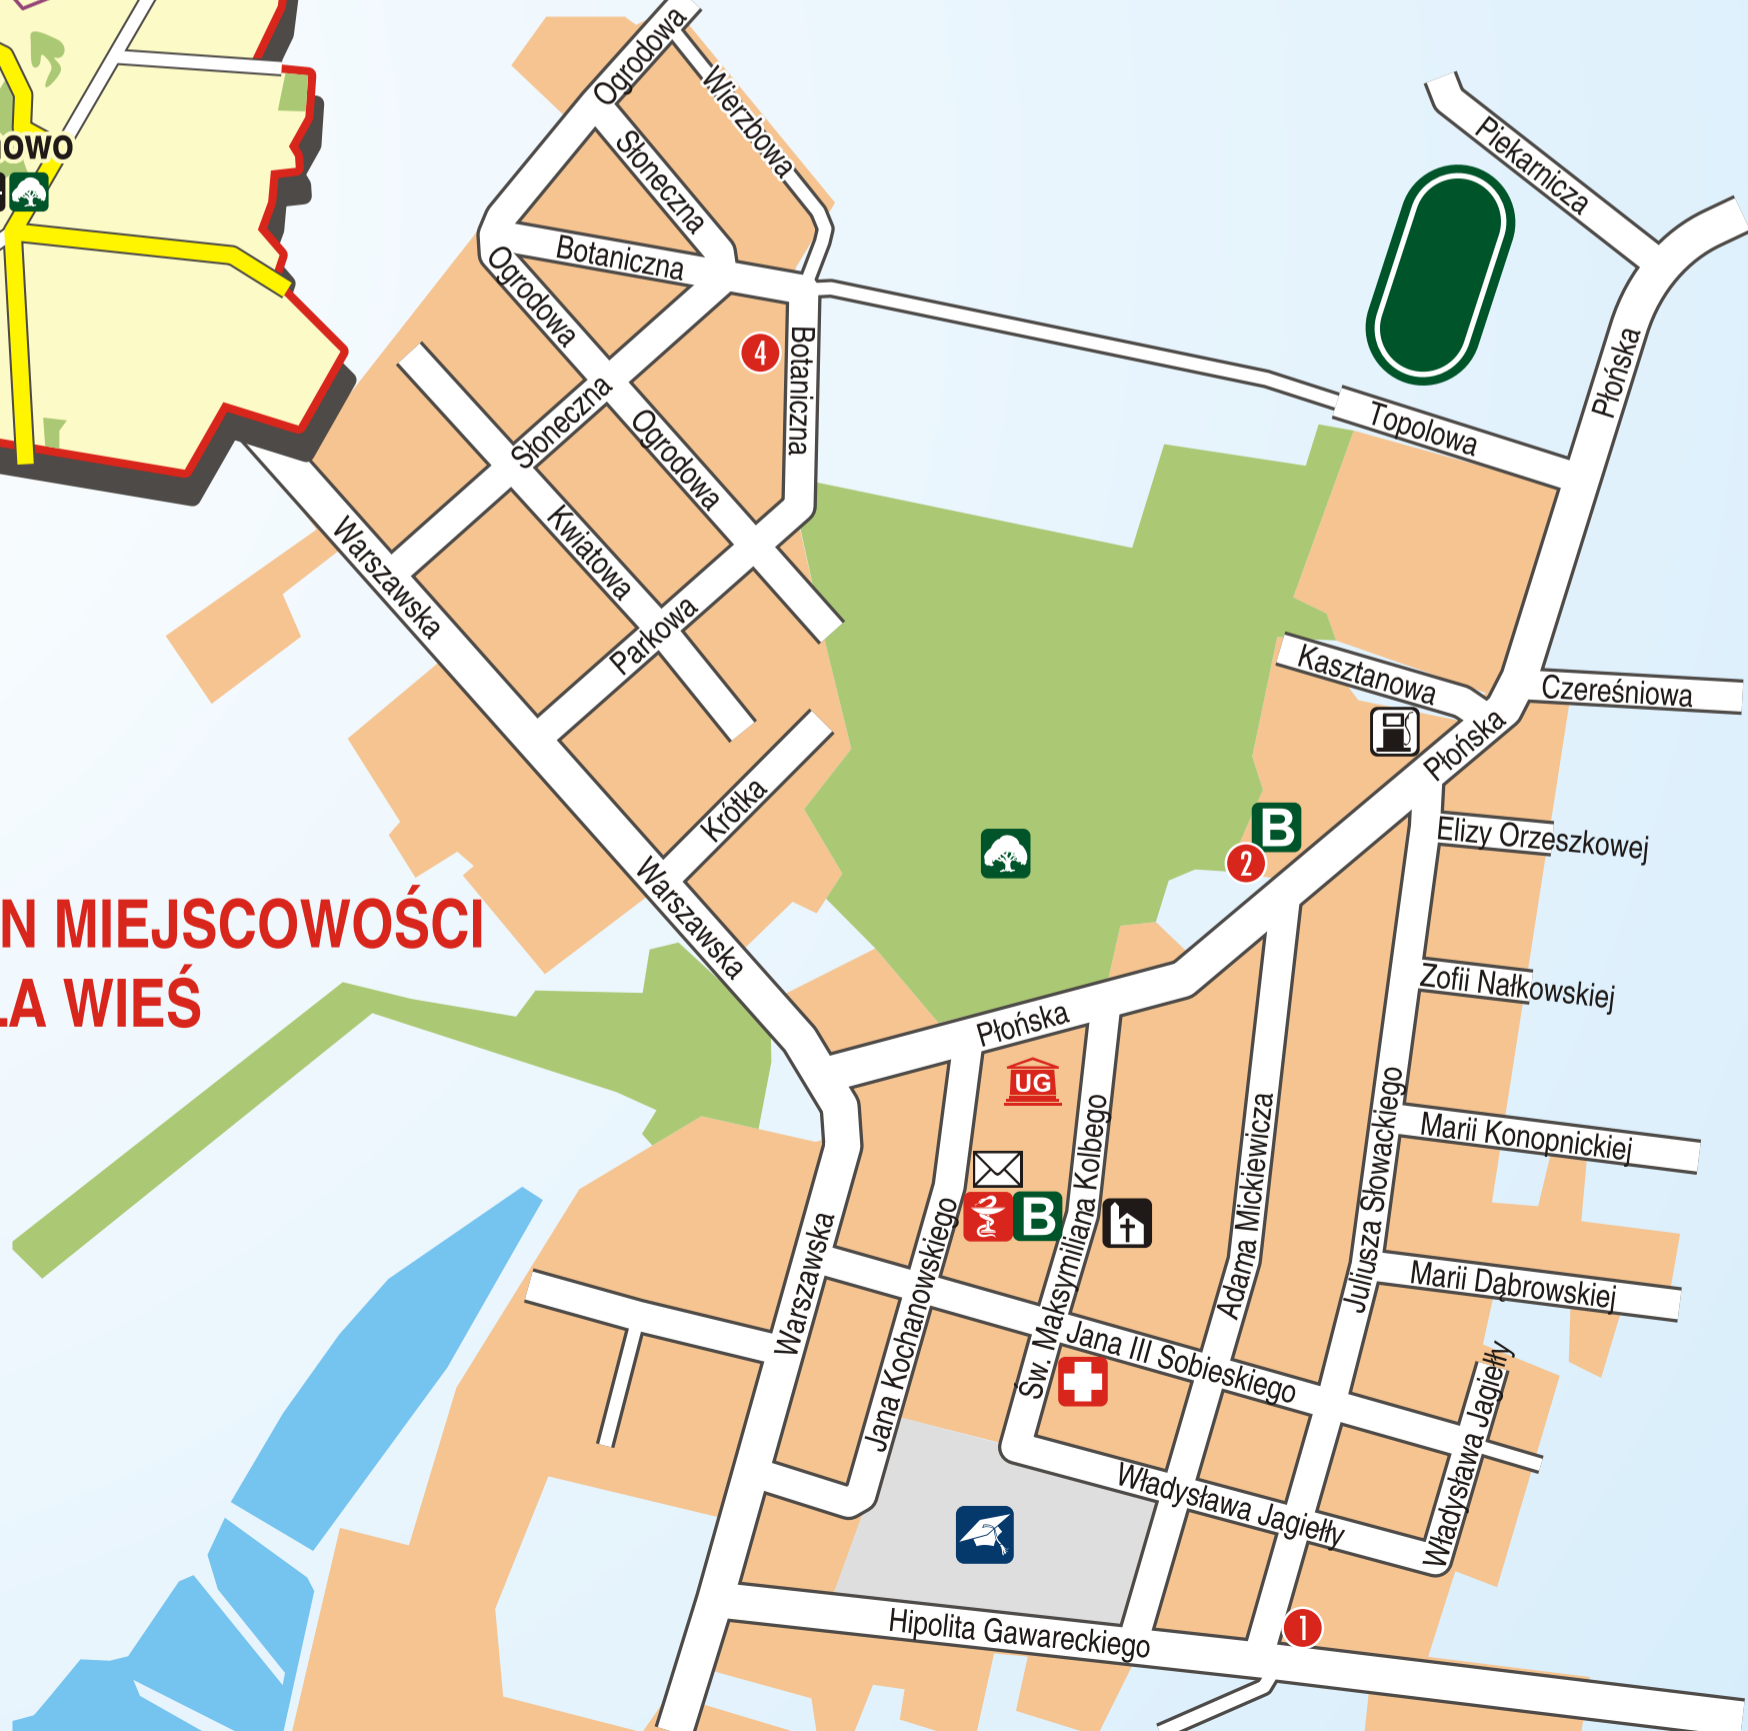 Ogrodowa
Wierzbowa
Słoneczna
Botaniczna
Ogrodowa
Piekarnicza
Płońska
4
Botaniczna
Topolowa
Słoneczna
Ogrodowa
Warszawska
Kwiatowa
Parkowa
Kasztanowa
Czereśniowa
Płońska
Krótka
B
2
Elizy Orzeszkowej
Warszawska
N MIEJSCOWOŚCI
LA WIEŚ
Zofii Nałkowskiej
Płońska
UG
Marii Konopnickiej
B
Św. Maksymiliana Kolbego
Adama Mickiewicza
Juliusza Słowackiego
Warszawska
Jana Kochanowskiego
Marii Dąbrowskiej
Jana III Sobieskiego
Władysława Jagiełły
Władysława Jagiełły
Hipolita Gawareckiego
1